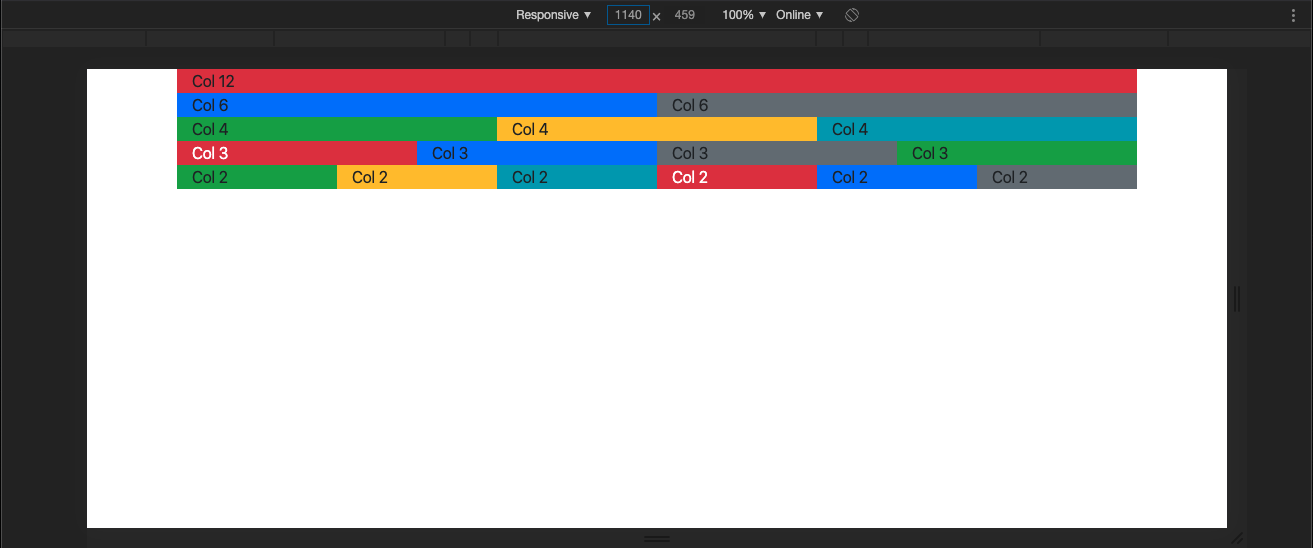 Responsive ▼ 1140 × 459 100% ▼ Online ▼
Col 12
Col 6 Col 6
Col 4 Col 4 Col 4
Col 3 Col 3 Col 3 Col 3
Col 2 Col 2 Col 2 Col 2 Col 2 Col 2